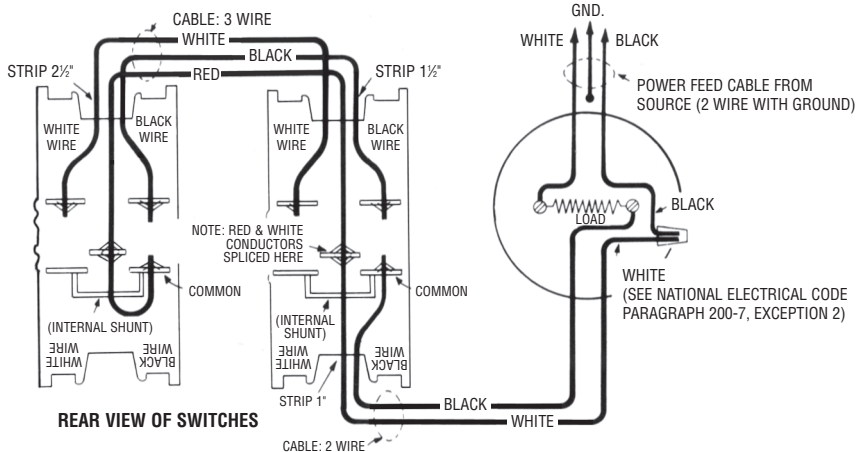 CABLE: 3 WIRE
WHITE
BLACK
RED
STRIP 2½"
STRIP 1½"
WHITE
WIRE
BLACK
WIRE
WHITE
WIRE
BLACK
WIRE
NOTE: RED & WHITE
CONDUCTORS
SPLICED HERE
COMMON
COMMON
(INTERNAL SHUNT)
(INTERNAL
SHUNT)
WHITE
WIRE
BLACK
WIRE
WHITE
WIRE
BLACK
WIRE
STRIP 1"
REAR VIEW OF SWITCHES
CABLE: 2 WIRE
BLACK
WHITE
GND.
WHITE
BLACK
POWER FEED CABLE FROM
SOURCE (2 WIRE WITH GROUND)
LOAD
BLACK
WHITE
(SEE NATIONAL ELECTRICAL CODE
PARAGRAPH 200-7, EXCEPTION 2)